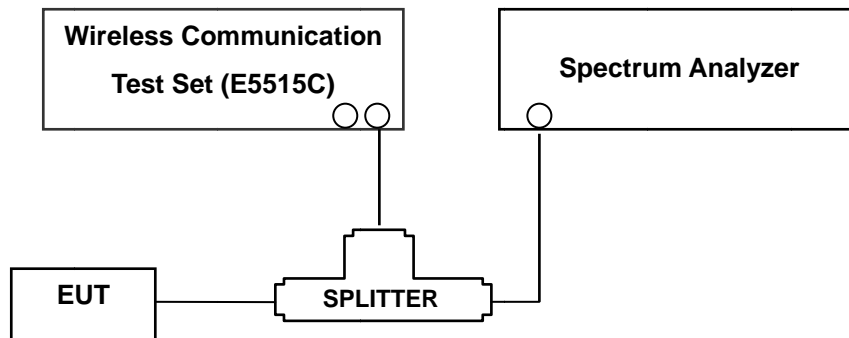 Wireless Communication
Test Set (E5515C)
Spectrum Analyzer
EUT
SPLITTER